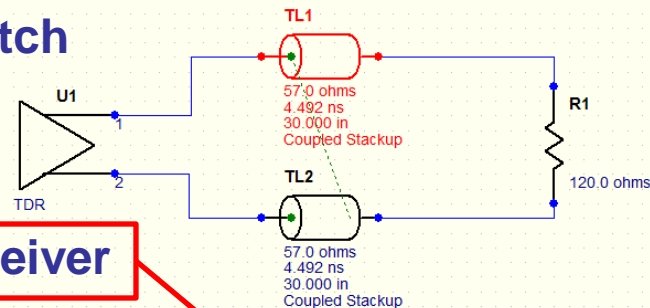 tch
TL1
57.0 ohms
4.492 ns
30.000 in
Coupled Stackup
U1
1
2
TDR
R1
120.0 ohms
TL2
57.0 ohms
4.492 ns
30.000 in
Coupled Stackup
eiver